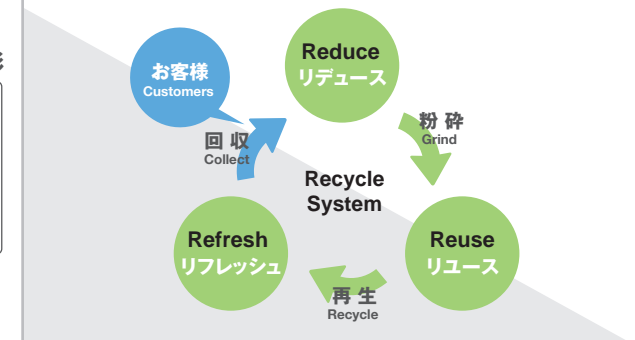 Reduce
リデュース
お客様
Customers
回 収
Collect
粉 砕
Grind
Recycle
System
Refresh
リフレッシュ
Reuse
リユース
再 生
Recycle